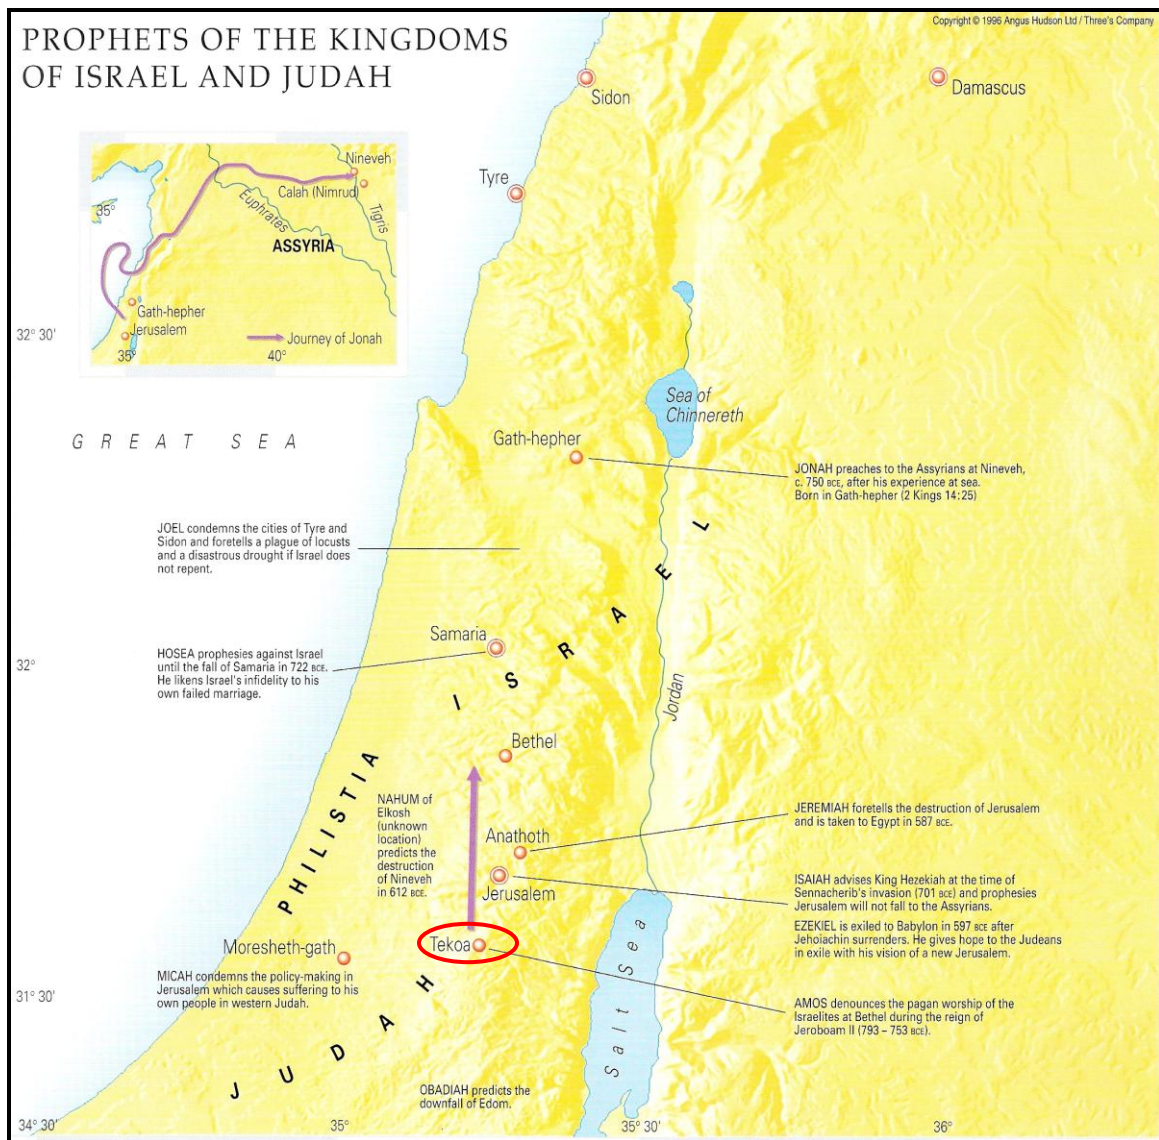 Copyright © 1996 Angus Hudson Ltd / Three's Company
PROPHETS OF THE KINGDOMS
OF ISRAEL AND JUDAH
Sidon
Damascus
Tyre
Nineveh
Calah (Nimrud)
35°
Euphrates
Tigris
ASSYRIA
Gath-hepher
Jerusalem
Journey of Jonah
35°
40°
32° 30'
Sea of
Chinnereth
GREAT SEA
Gath-hepher
JONAH preaches to the Assyrians at Nineveh,
c. 750 BCE, after his experience at sea.
Born in Gath-hepher (2 Kings 14:25)
JOEL condemns the cities of Tyre and
Sidon and foretells a plague of locusts
and a disastrous drought if Israel does
not repent.
ISRAEL
Samaria
32°
HOSEA prophesies against Israel
until the fall of Samaria in 722 BCE.
He likens Israel's infidelity to his
own failed marriage.
Jordan
Bethel
PHILISTIA
NAHUM of
Elkosh
(unknown
location)
predicts the
destruction
of Nineveh
in 612 BCE.
JEREMIAH foretells the destruction of Jerusalem
and is taken to Egypt in 587 BCE.
Anathoth
Jerusalem
ISAIAH advises King Hezekiah at the time of
Sennacherib's invasion (701 BCE) and prophesies
Jerusalem will not fall to the Assyrians.
EZEKIEL is exiled to Babylon in 597 BCE after
Jehoiachin surrenders. He gives hope to the Judeans
in exile with his vision of a new Jerusalem.
Tekoa
Moresheth-gath
MICAH condemns the policy-making in
Jerusalem which causes suffering to his
own people in western Judah.
31° 30'
AMOS denounces the pagan worship of the
Israelites at Bethel during the reign of
Jeroboam II (793 – 753 BCE).
Salt Sea
JUDAH
OBADIAH predicts the
downfall of Edom.
34° 30'
35°
35° 30'
36°